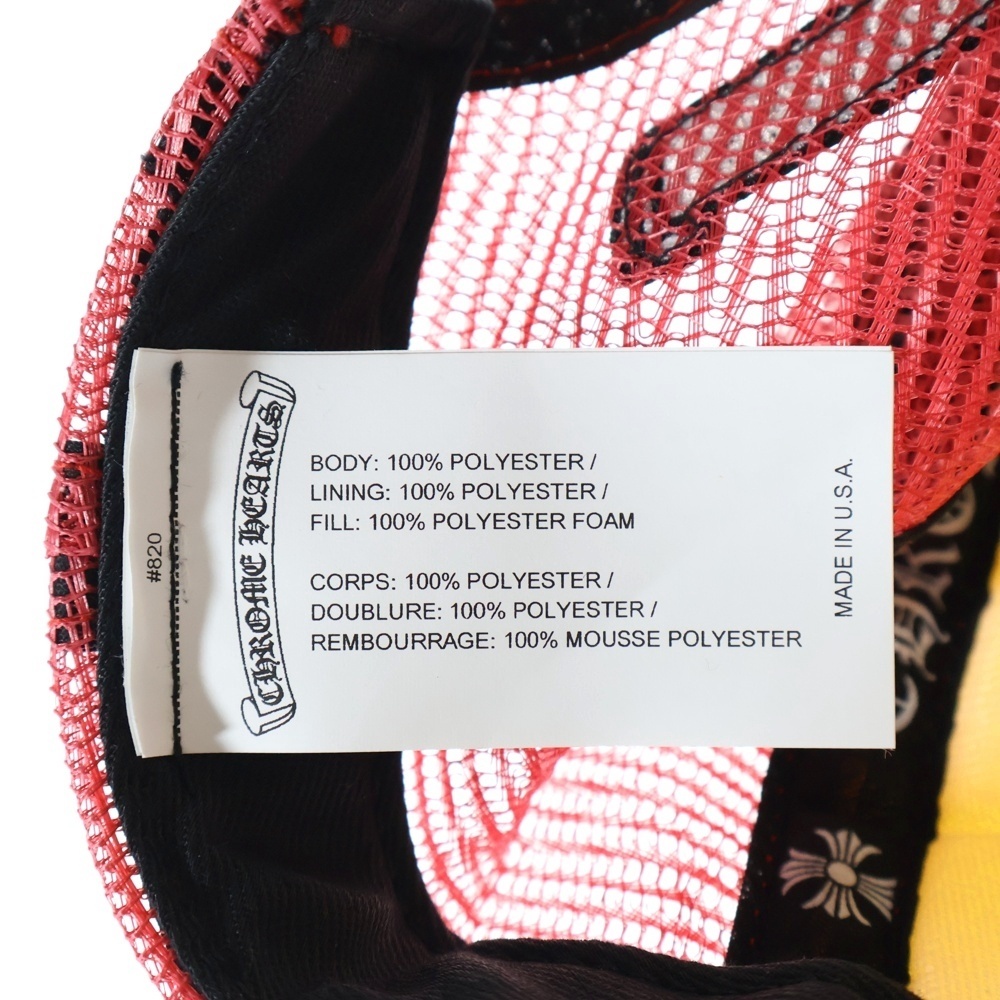 #820
CHROME HEARTS
BODY: 100% POLYESTER /
LINING: 100% POLYESTER /
FILL: 100% POLYESTER FOAM
CORPS: 100% POLYESTER /
DOUBLURE: 100% POLYESTER /
REMBOURRAGE: 100% MOUSSE POLYESTER
MADE IN U.S.A.
CHRO